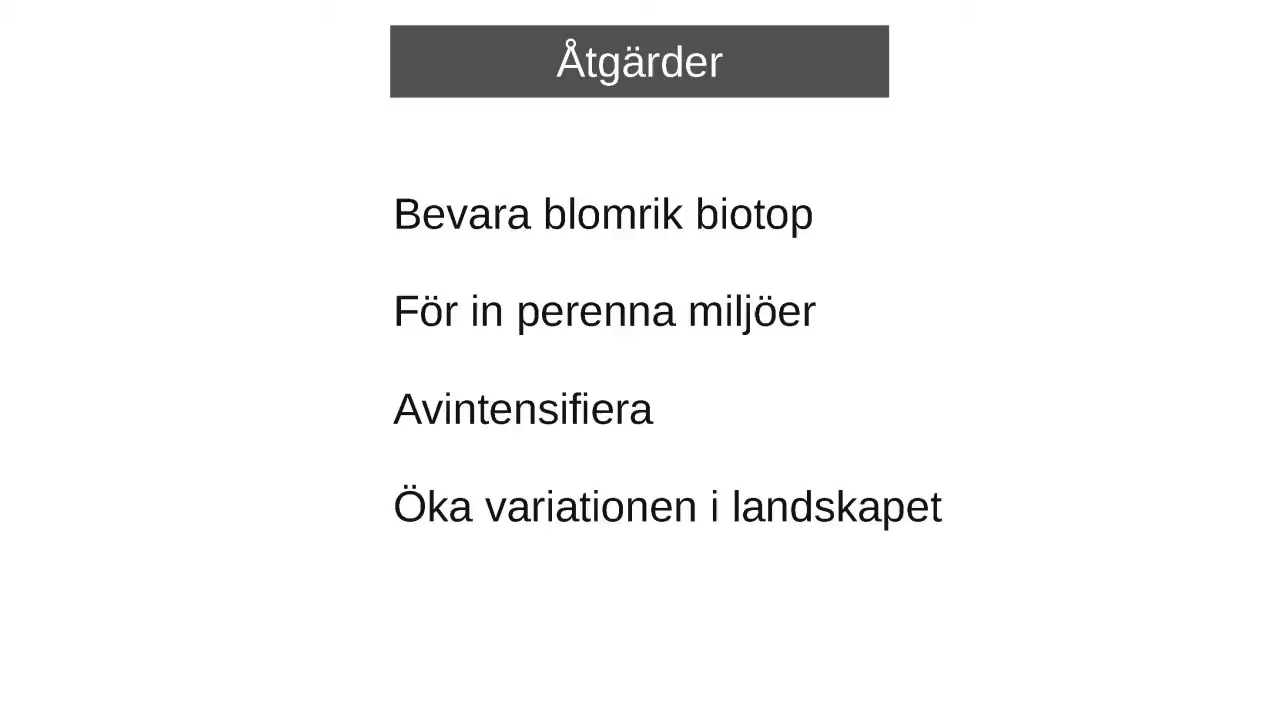 Åtgärder
Bevara blomrik biotop
För in perenna miljöer
Avintensifiera
Öka variationen i landskapet